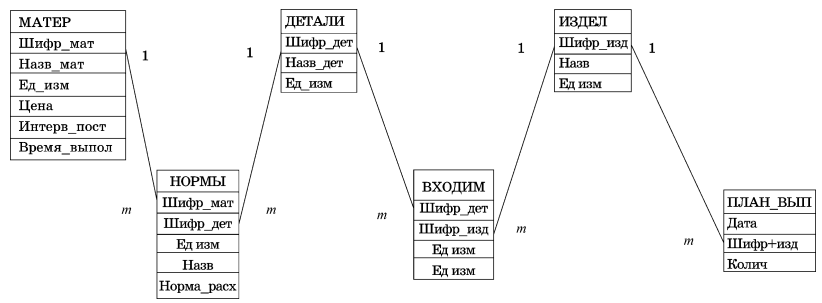 МАТЕР
Шифр_мат
Назв_мат
Ед_изм
Цена
Интерв_пост
Время_выпол
1
m
НОРМЫ
Шифр_мат
Шифр_дет
Ед изм
Назв
Норма_расх
1
m
ДЕТАЛИ
Шифр_дет
Назв_дет
Ед_изм
1
m
ВХОДИМ
Шифр_дет
Шифр_изд
Ед изм
Ед изм
1
m
ИЗДЕЛ
Шифр_изд
Назв
Ед изм
1
m
ПЛАН_ВЫП
Дата
Шифр+изд
Колич